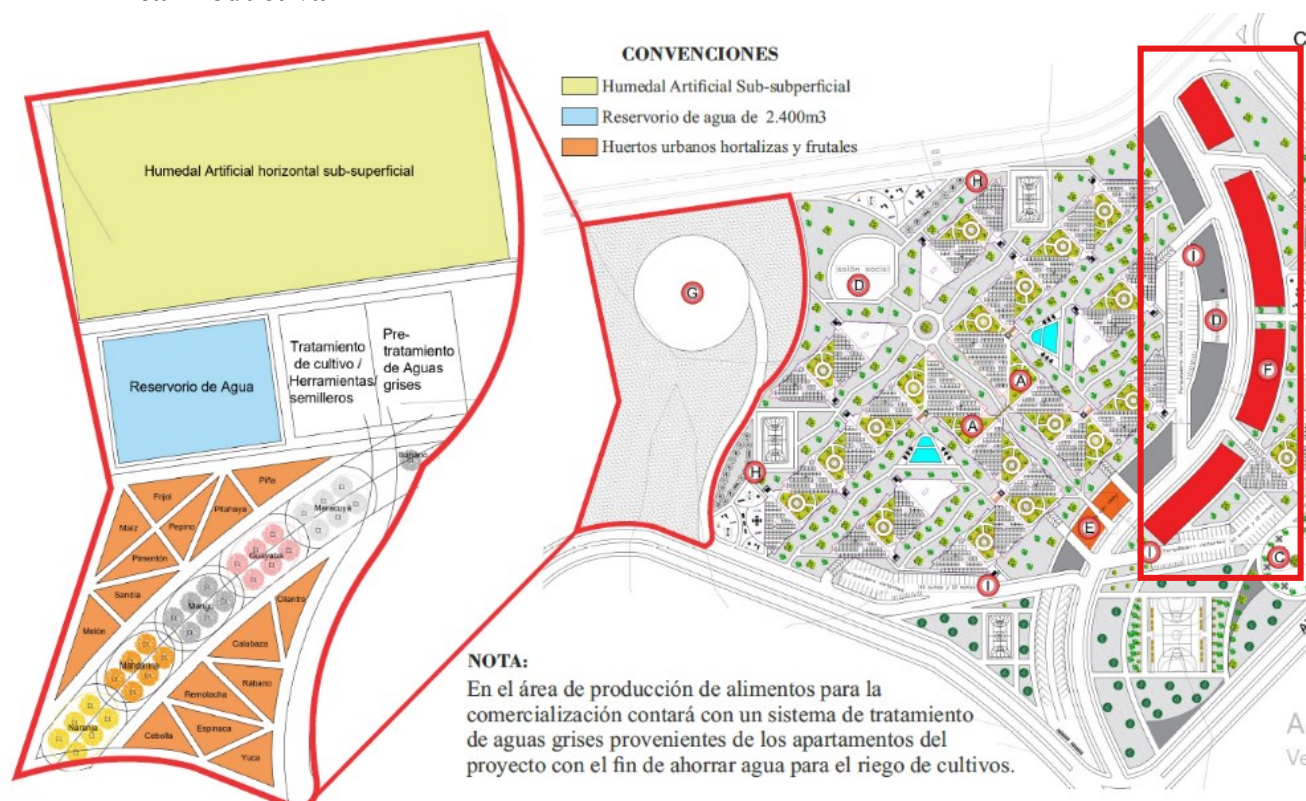 CONVENCIONES
Humedal Artificial Sub-subperficial
Reservorio de agua de 2.400m3
Huertos urbanos hortalizas y frutales
Humedal Artificial horizontal sub-superficial
Reservorio de Agua
Tratamiento
de cultivo /
Herramientas/
semilleros
Pre-
tratamiento
de Aguas
grises
Banano
Piña
Frijol
Pitahaya
Maracuyá
Maíz
Pepino
Pimentón
Guayaba
Sandía
Mango
Cilantro
Melón
Calabaza
Mandarina
Rábano
Remolacha
Naranja
Espinaca
Cebolla
Yuca
G
H
D
salón social
A
A
H
I
E
I
D
F
I
C
C
NOTA:
En el área de producción de alimentos para la
comercialización contará con un sistema de tratamiento
de aguas grises provenientes de los apartamentos del
proyecto con el fin de ahorrar agua para el riego de cultivos.
A
Ve